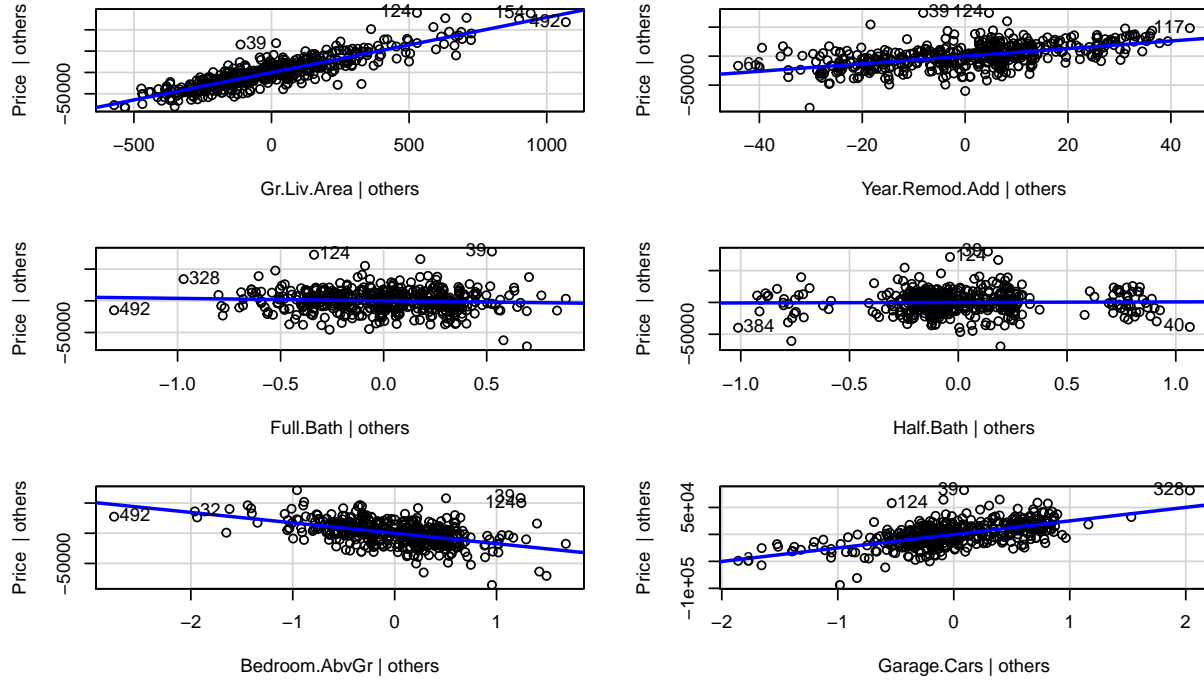 Price | others
−50000
124
154
492
39
−500 0 500 1000
Gr.Liv.Area | others
Price | others
−50000
39
124
117
66
−40 −20 0 20 40
Year.Remod.Add | others
Price | others
−50000
124
39
328
492
−1.0 −0.5 0.0 0.5
Full.Bath | others
Price | others
−50000
39
124
384
40
−1.0 −0.5 0.0 0.5 1.0
Half.Bath | others
Price | others
−50000
492
32
39
124
−2 −1 0 1
Bedroom.AbvGr | others
Price | others
−1e+05 5e+04
124
39
328
3
−2 −1 0 1 2
Garage.Cars | others